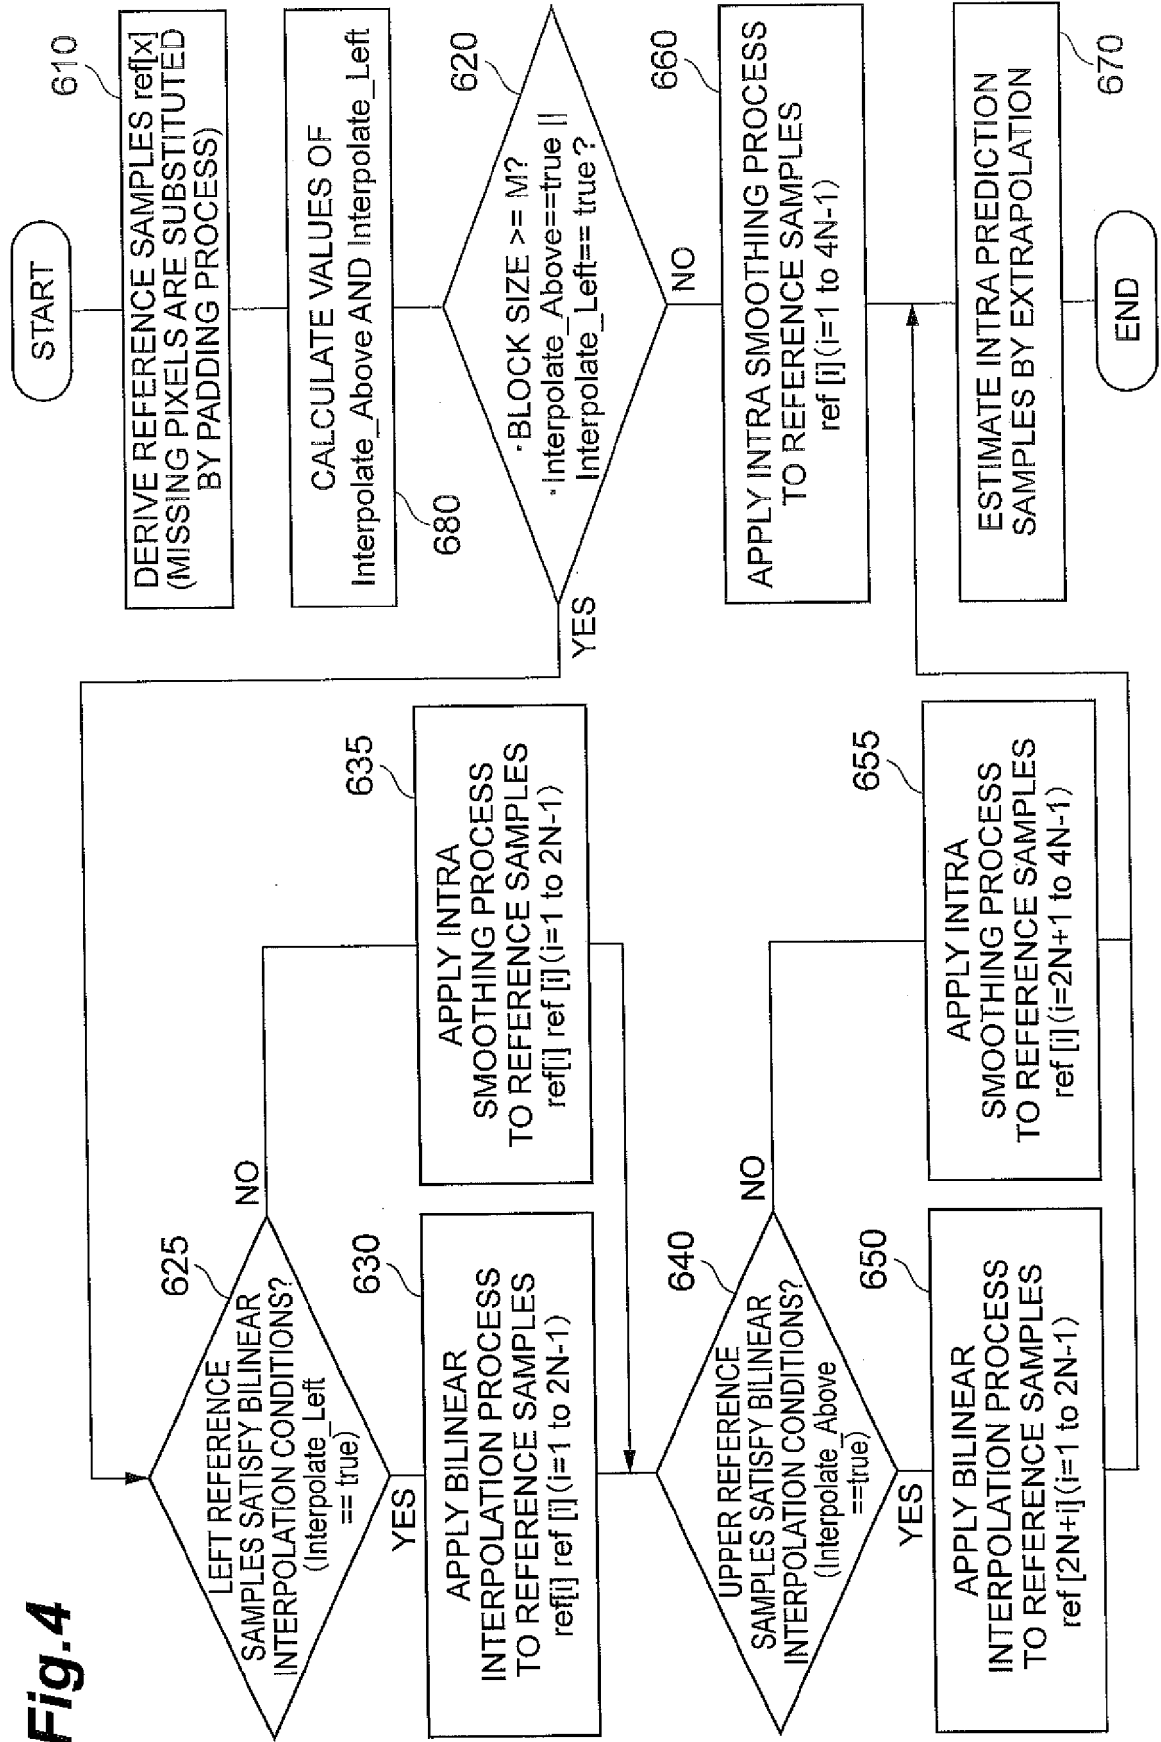 Fig.4
START
610
DERIVE REFERENCE SAMPLES ref[x]
(MISSING PIXELS ARE SUBSTITUTED
BY PADDING PROCESS)
CALCULATE VALUES OF
Interpolate_Above AND Interpolate_Left
680
620
·BLOCK SIZE >= M?
·Interpolate_Above==true ||
Interpolate_Left== true ?
YES
NO
625
LEFT REFERENCE
SAMPLES SATISFY BILINEAR
INTERPOLATION CONDITIONS?
(Interpolate_Left
== true)
NO
YES
630
APPLY BILINEAR
INTERPOLATION PROCESS
TO REFERENCE SAMPLES
ref[i] ref [i](i=1 to 2N-1)
635
APPLY INTRA
SMOOTHING PROCESS
TO REFERENCE SAMPLES
ref[i] ref [i](i=1 to 2N-1)
640
UPPER REFERENCE
SAMPLES SATISFY BILINEAR
INTERPOLATION CONDITIONS?
(Interpolate_Above
==true)
NO
YES
650
APPLY BILINEAR
INTERPOLATION PROCESS
TO REFERENCE SAMPLES
ref [2N+i](i=1 to 2N-1)
655
APPLY INTRA
SMOOTHING PROCESS
TO REFERENCE SAMPLES
ref [i](i=2N+1 to 4N-1)
660
APPLY INTRA SMOOTHING PROCESS
TO REFERENCE SAMPLES
ref [i](i=1 to 4N-1)
670
ESTIMATE INTRA PREDICTION
SAMPLES BY EXTRAPOLATION
END